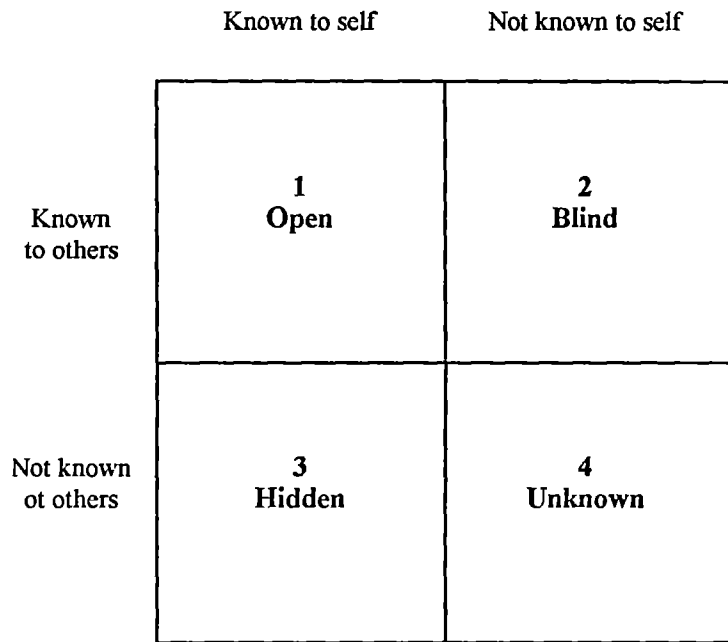 Known to self
Not known to self
Known
to others
1
Open
2
Blind
Not known
ot others
3
Hidden
4
Unknown